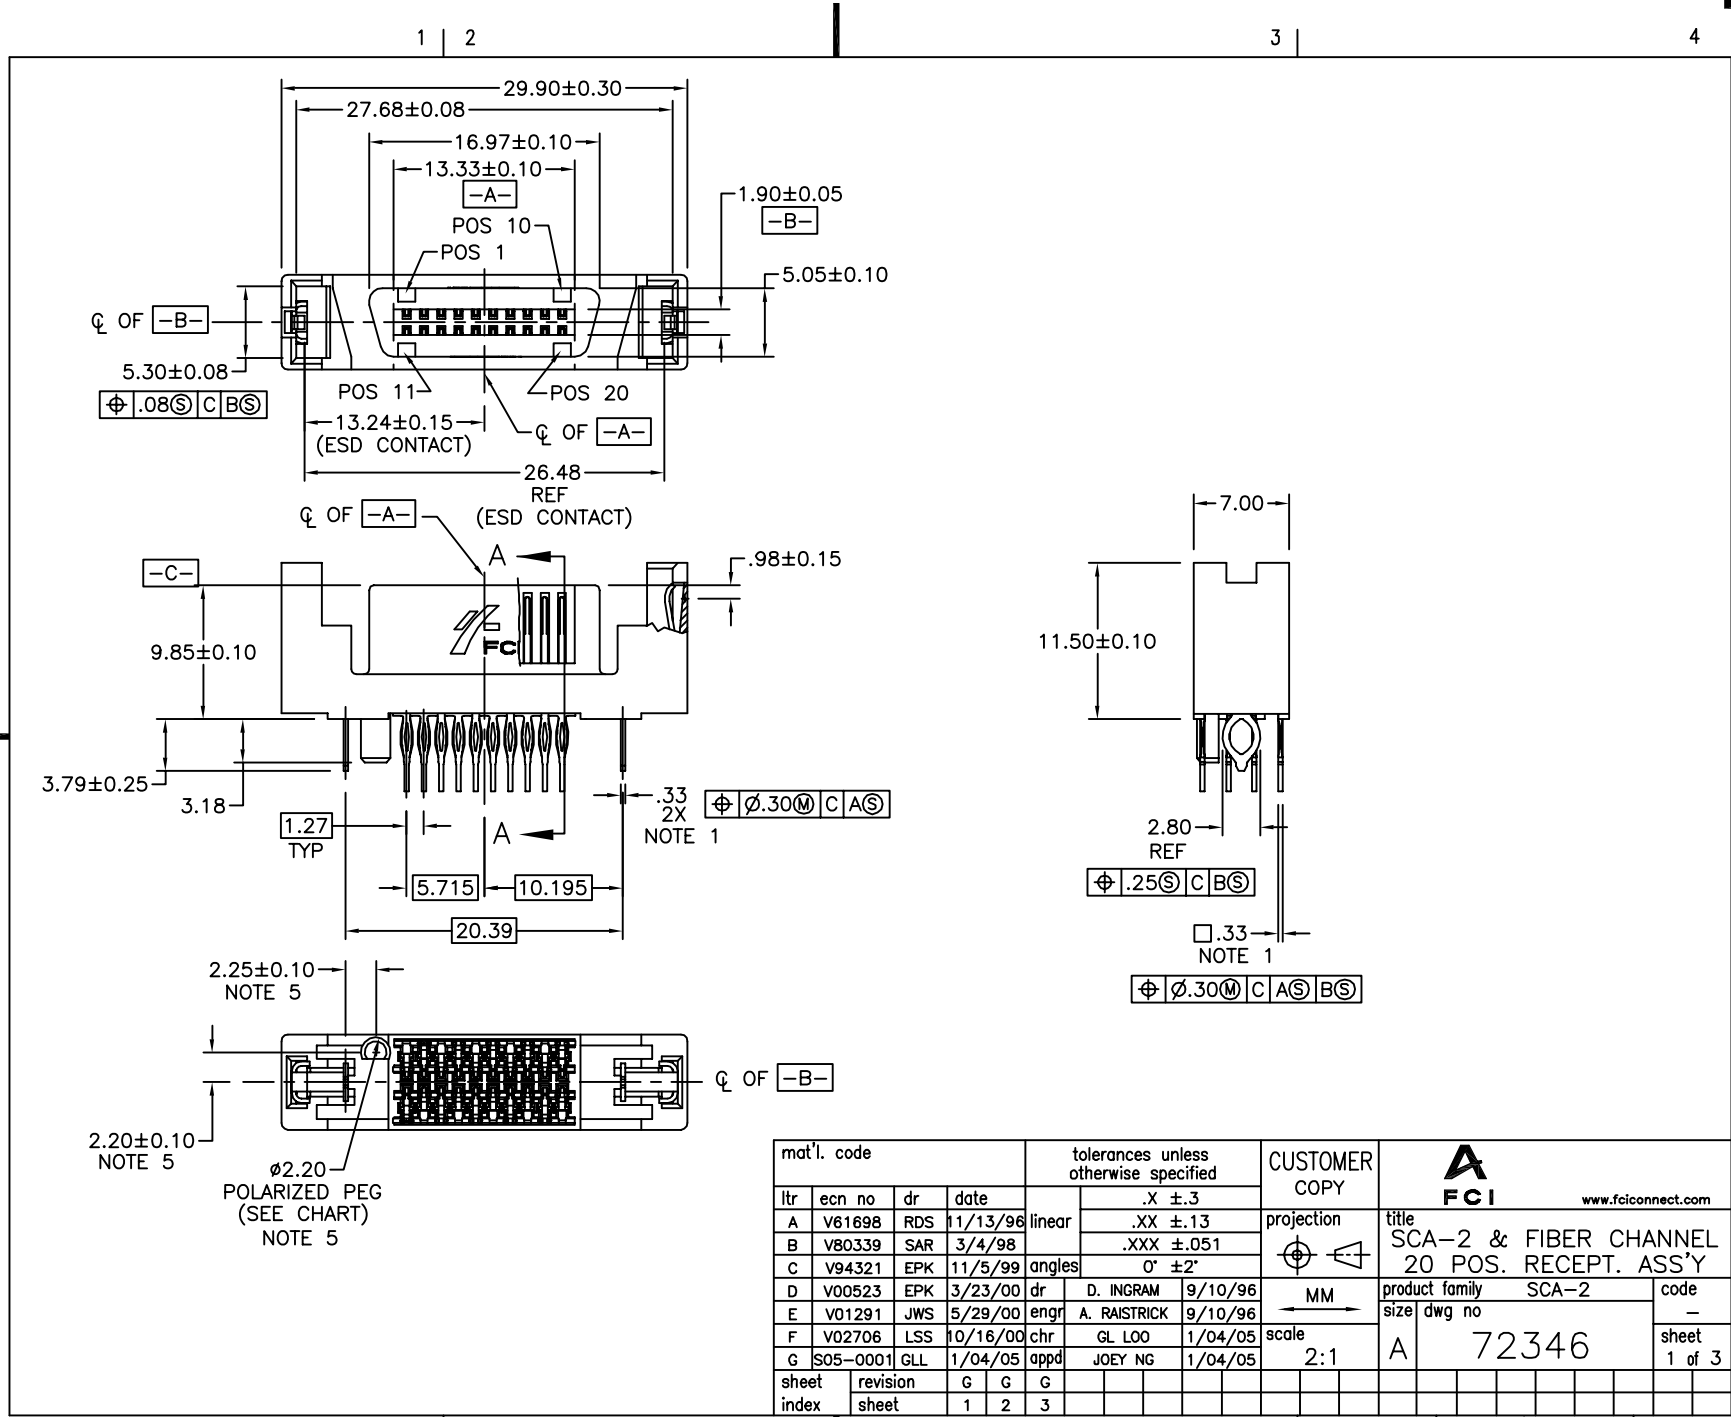 1 2 3 4
29.90±0.30
27.68±0.08
16.97±0.10
13.33±0.10
-A-
1.90±0.05
-B-
POS 10
POS 1
5.05±0.10
℄ OF -B-
5.30±0.08
⌖ .08Ⓢ C BⓈ
POS 11
POS 20
13.24±0.15
(ESD CONTACT)
℄ OF -A-
26.48
REF
(ESD CONTACT)
℄ OF -A-
A
.98±0.15
-C-
FCI
9.85±0.10
3.79±0.25
3.18
1.27
TYP
A
.33
2X
NOTE 1
⌖ Ø.30Ⓜ C AⓈ
5.715
10.195
20.39
7.00
11.50±0.10
2.80
REF
⌖ .25Ⓢ C BⓈ
□.33
NOTE 1
⌖ Ø.30Ⓜ C AⓈ BⓈ
2.25±0.10
NOTE 5
℄ OF -B-
2.20±0.10
NOTE 5
ø2.20
POLARIZED PEG
(SEE CHART)
NOTE 5
mat'l. code
tolerances unless
otherwise specified
CUSTOMER
COPY
FCI
www.fciconnect.com
ltr ecn no dr date
linear
.X ±.3
.XX ±.13
.XXX ±.051
angles 0° ±2°
A V61698 RDS 11/13/96
B V80339 SAR 3/4/98
C V94321 EPK 11/5/99
D V00523 EPK 3/23/00
E V01291 JWS 5/29/00
F V02706 LSS 10/16/00
G S05-0001 GLL 1/04/05
dr D. INGRAM 9/10/96
engr A. RAISTRICK 9/10/96
chr GL LOO 1/04/05
appd JOEY NG 1/04/05
projection
MM
scale
2:1
title
SCA-2 & FIBER CHANNEL
20 POS. RECEPT. ASS'Y
product family SCA-2
code
-
size
A
dwg no
72346
sheet
1 of 3
sheet revision G G G
index sheet 1 2 3